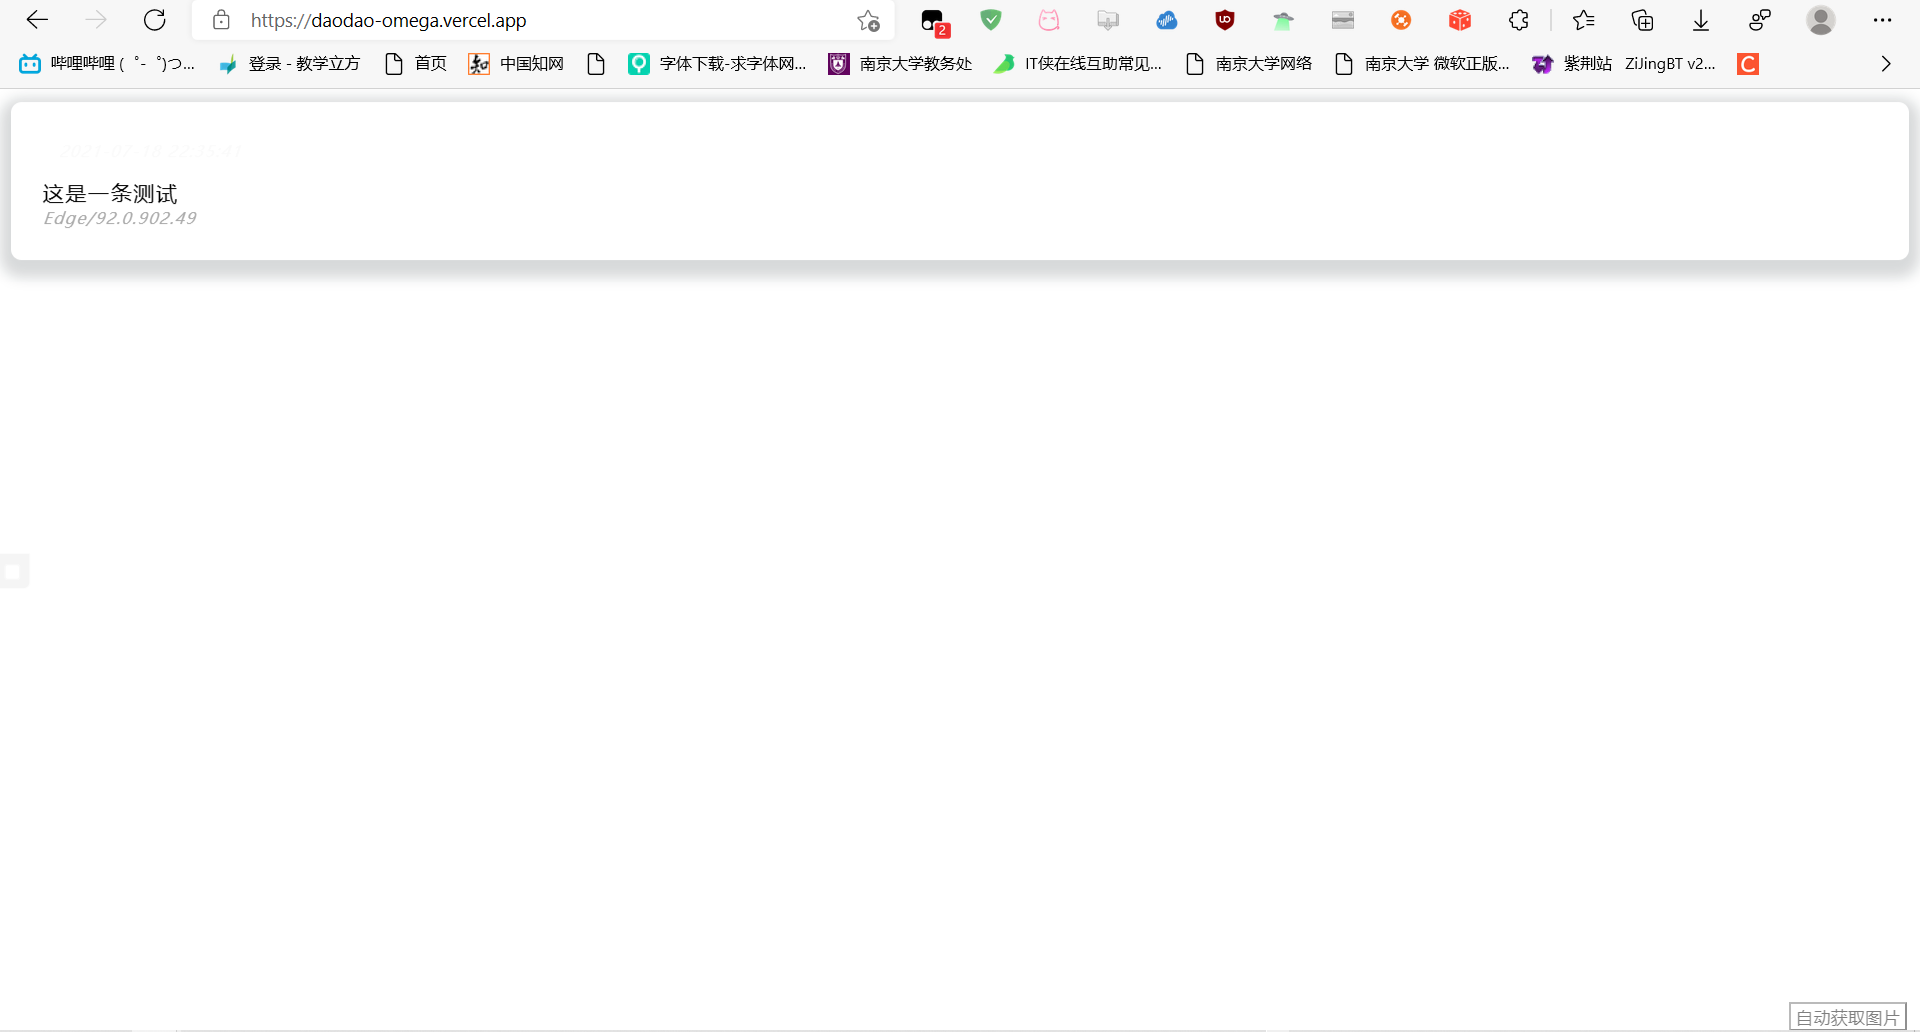 https://daodao-omega.vercel.app
2
哔哩哔哩 (゜-゜)つ...
登录 - 教学立方
首页
中国知网
字体下载-求字体网...
南京大学教务处
IT侠在线互助常见...
南京大学网络
南京大学 微软正版...
紫荆站 ZiJingBT v2...
C
2021-07-18 22:35:41
这是一条测试
Edge/92.0.902.49
自动获取图片